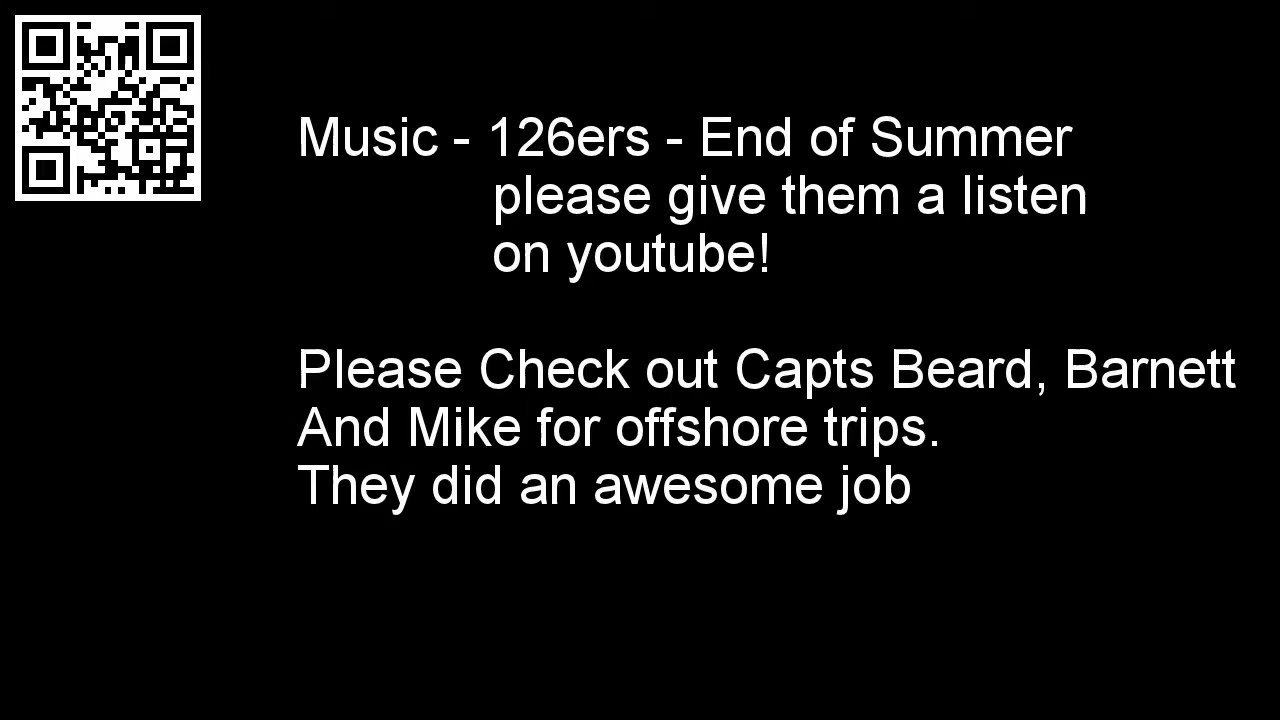 Music - 126ers - End of Summer
please give them a listen
on youtube!
Please Check out Capts Beard, Barnett
And Mike for offshore trips.
They did an awesome job